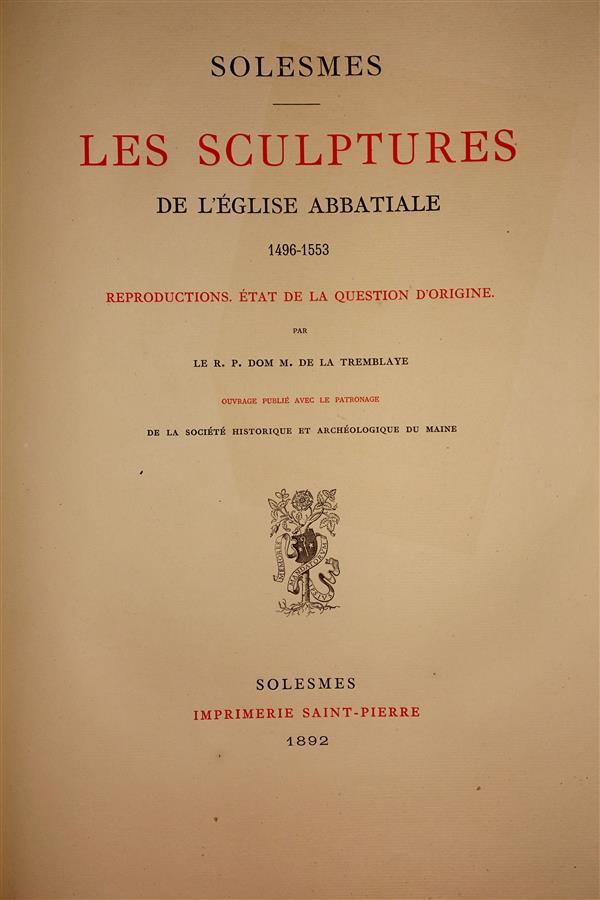 SOLESMES
LES SCULPTURES
DE L'ÉGLISE ABBATIALE
1496-1553
REPRODUCTIONS. ÉTAT DE LA QUESTION D'ORIGINE.
PAR
LE R. P. DOM M. DE LA TREMBLAYE
OUVRAGE PUBLIÉ AVEC LE PATRONAGE
DE LA SOCIÉTÉ HISTORIQUE ET ARCHÉOLOGIQUE DU MAINE
MEMORES
MANDATORVM
SOLESMES
IMPRIMERIE SAINT-PIERRE
1892